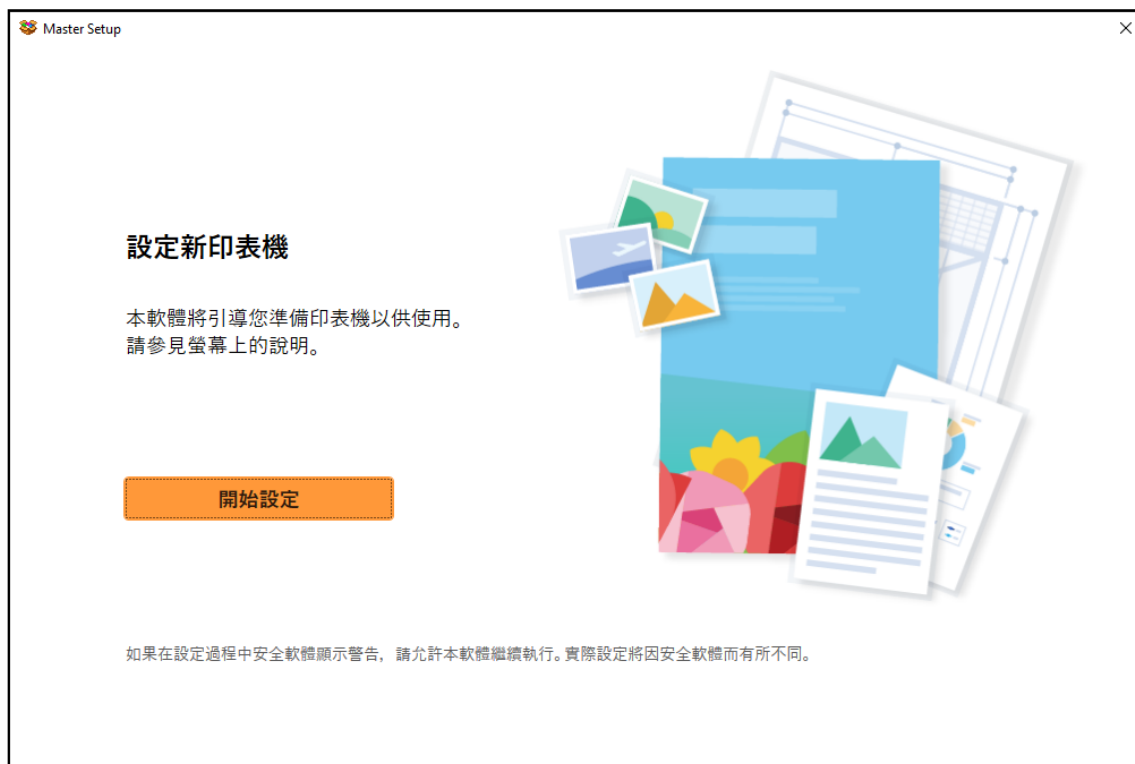 Master Setup
設定新印表機
本軟體將引導您準備印表機以供使用。
請參見螢幕上的說明。
開始設定
如果在設定過程中安全軟體顯示警告，請允許本軟體繼續執行。實際設定將因安全軟體而有所不同。